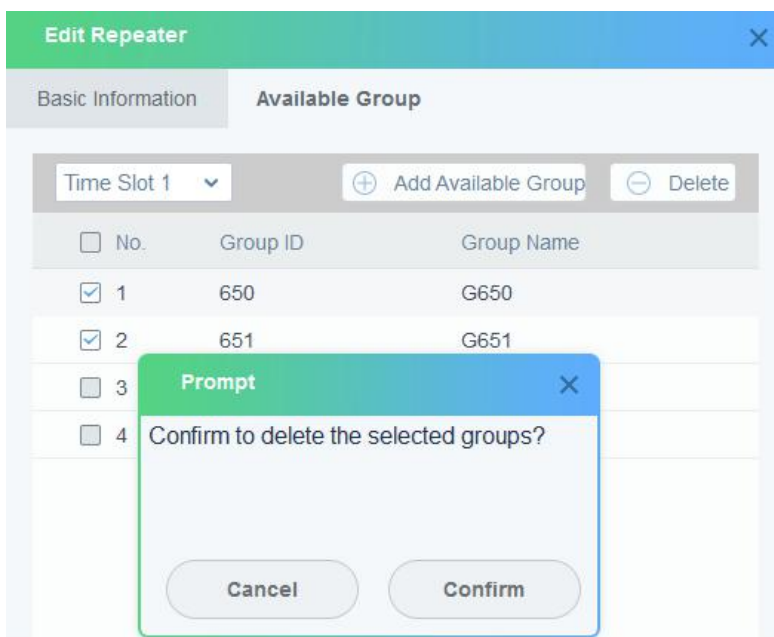 Edit Repeater
Basic Information Available Group
Time Slot 1 Add Available Group Delete
No. Group ID Group Name
1 650 G650
2 651 G651
3
4
Prompt
Confirm to delete the selected groups?
Cancel Confirm